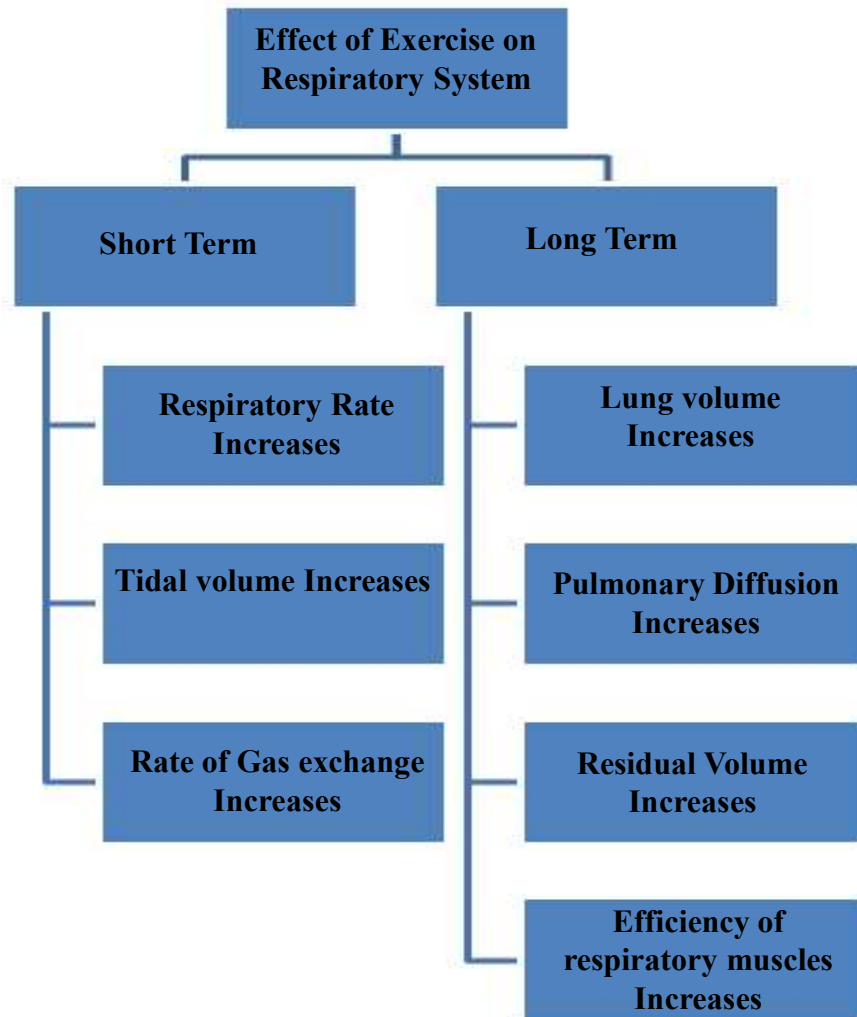 Effect of Exercise on
Respiratory System
Short Term
Long Term
Respiratory Rate
Increases
Tidal volume Increases
Rate of Gas exchange
Increases
Lung volume
Increases
Pulmonary Diffusion
Increases
Residual Volume
Increases
Efficiency of
respiratory muscles
Increases